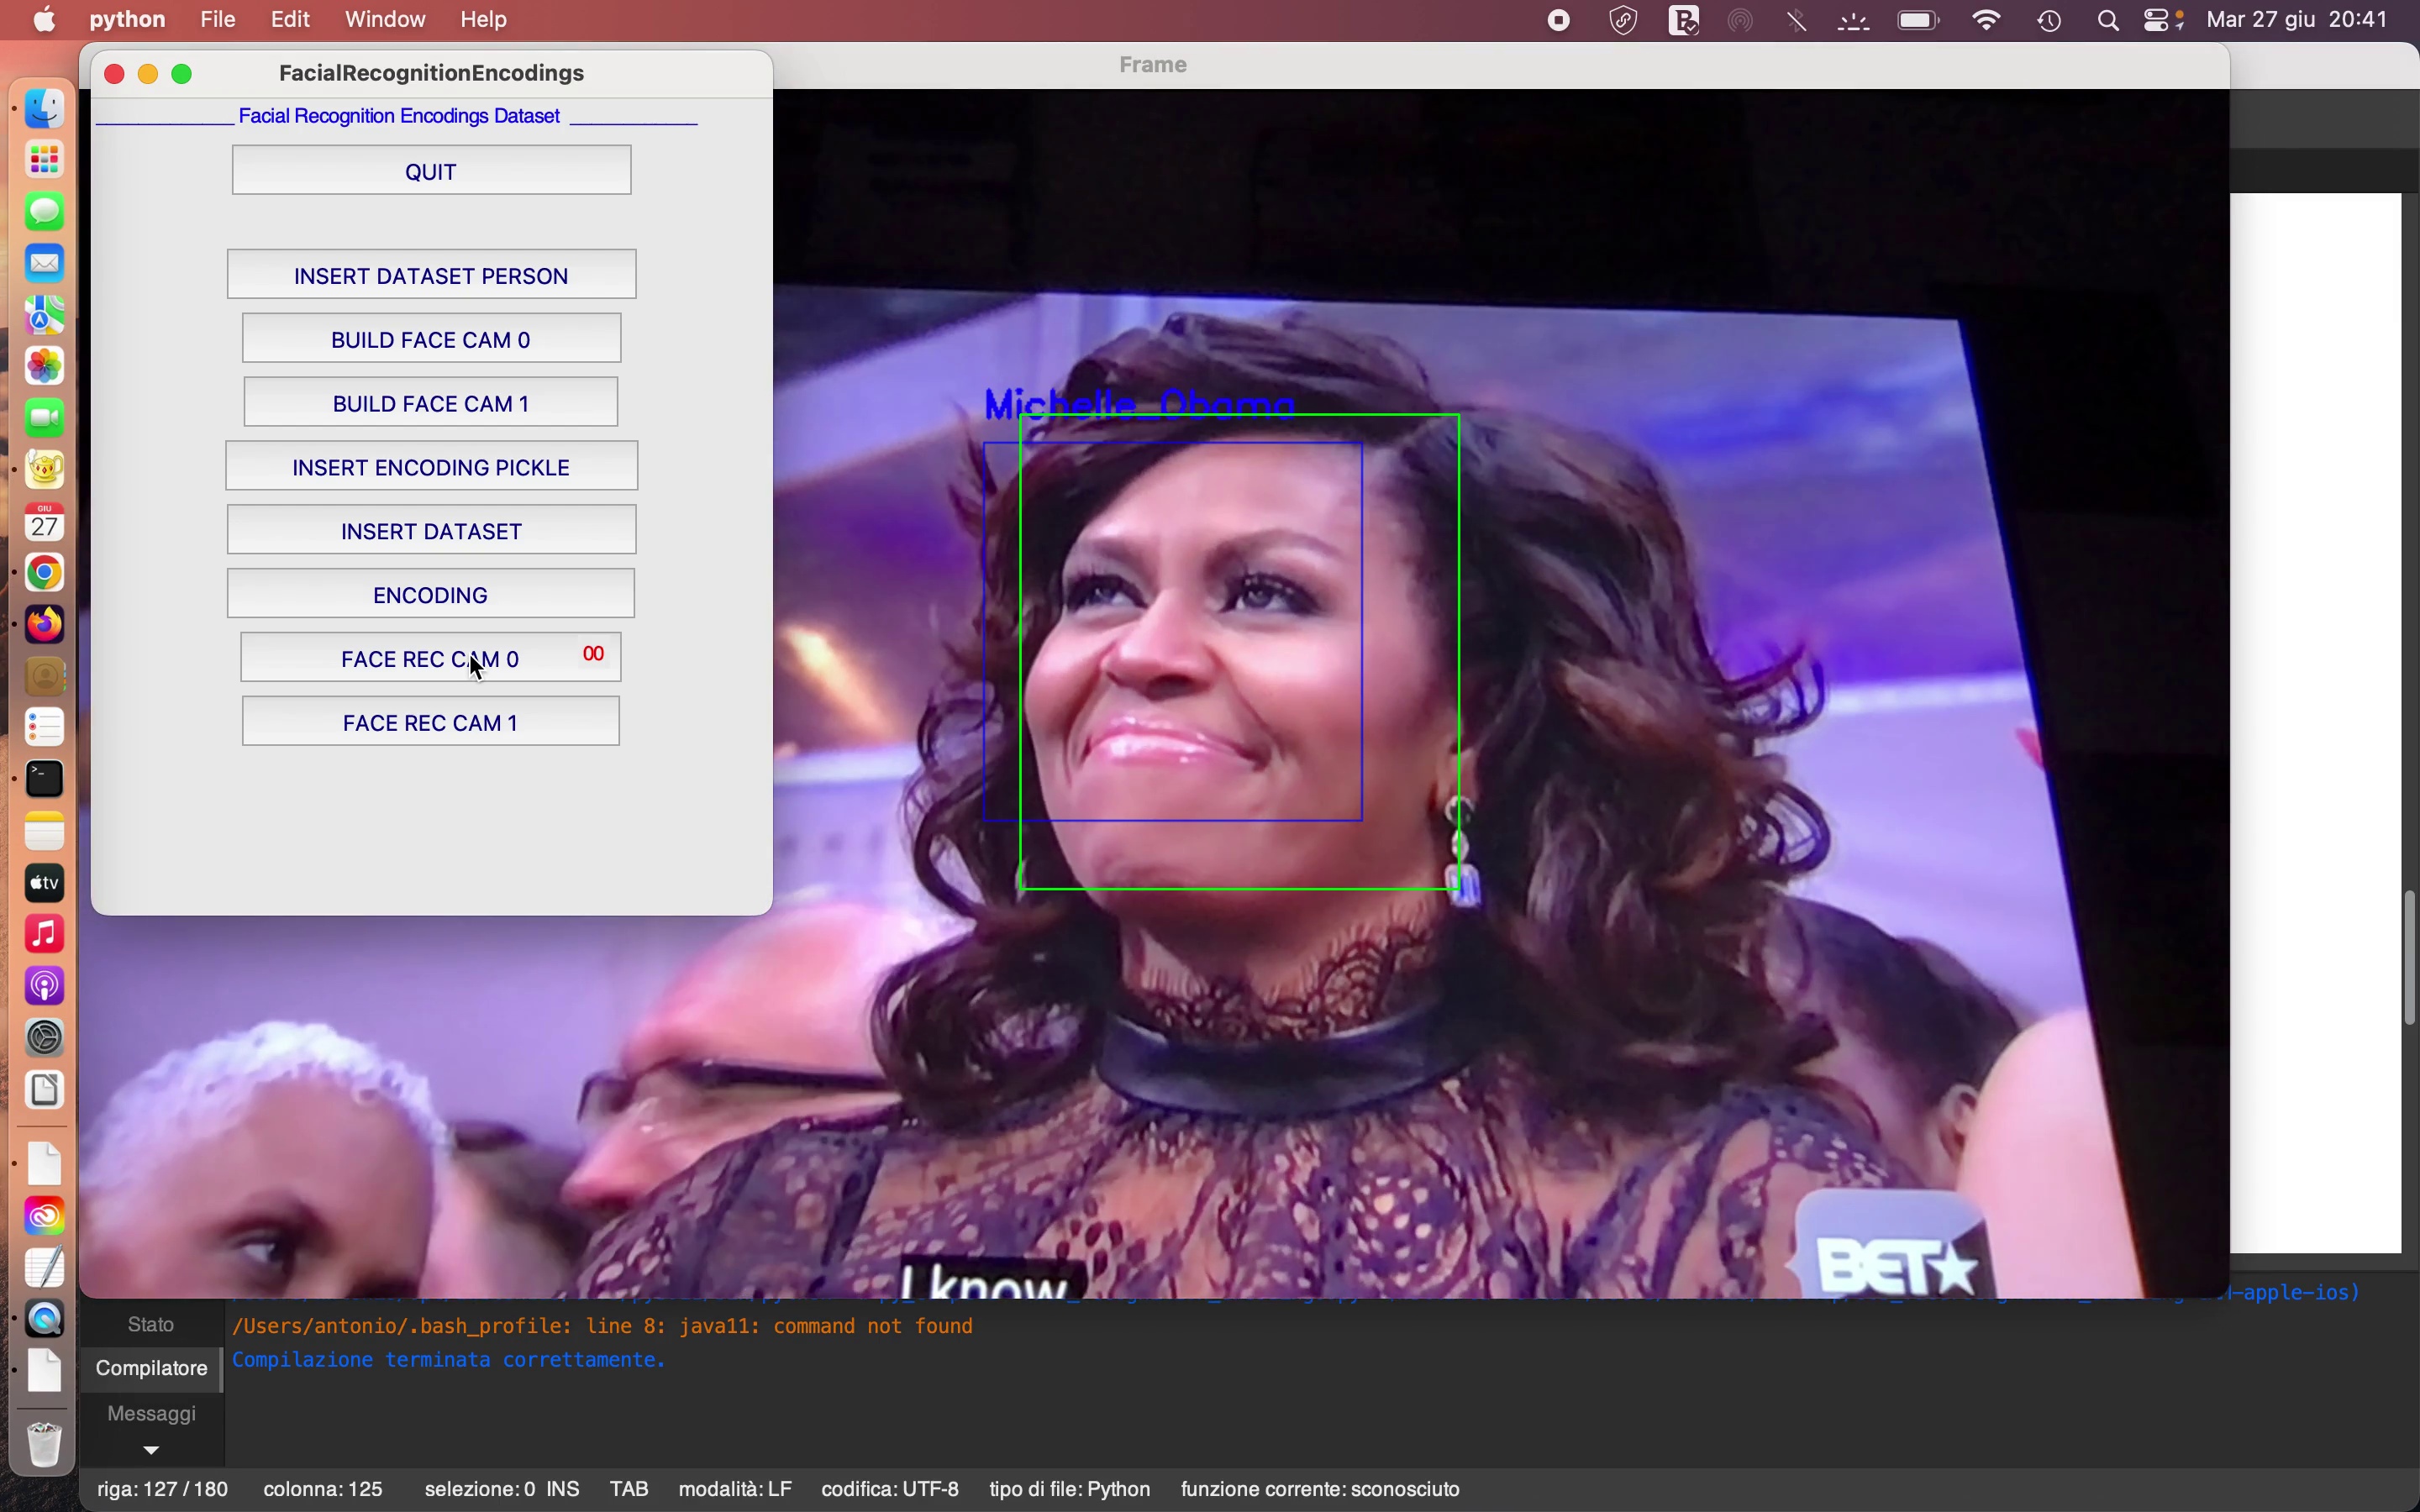 python File Edit Window Help Mar 27 giu 20:41
FacialRecognitionEncodings
Frame
Facial Recognition Encodings Dataset
QUIT
INSERT DATASET PERSON
BUILD FACE CAM 0
BUILD FACE CAM 1
INSERT ENCODING PICKLE
INSERT DATASET
ENCODING
FACE REC CAM 0 00
FACE REC CAM 1
Michelle_Obama
GIU
27
tv
BET
I know
-apple-ios)
Stato
/Users/antonio/.bash_profile: line 8: java11: command not found
Compilatore
Compilazione terminata correttamente.
Messaggi
riga: 127 / 180 colonna: 125 selezione: 0 INS TAB modalità: LF codifica: UTF-8 tipo di file: Python funzione corrente: sconosciuto